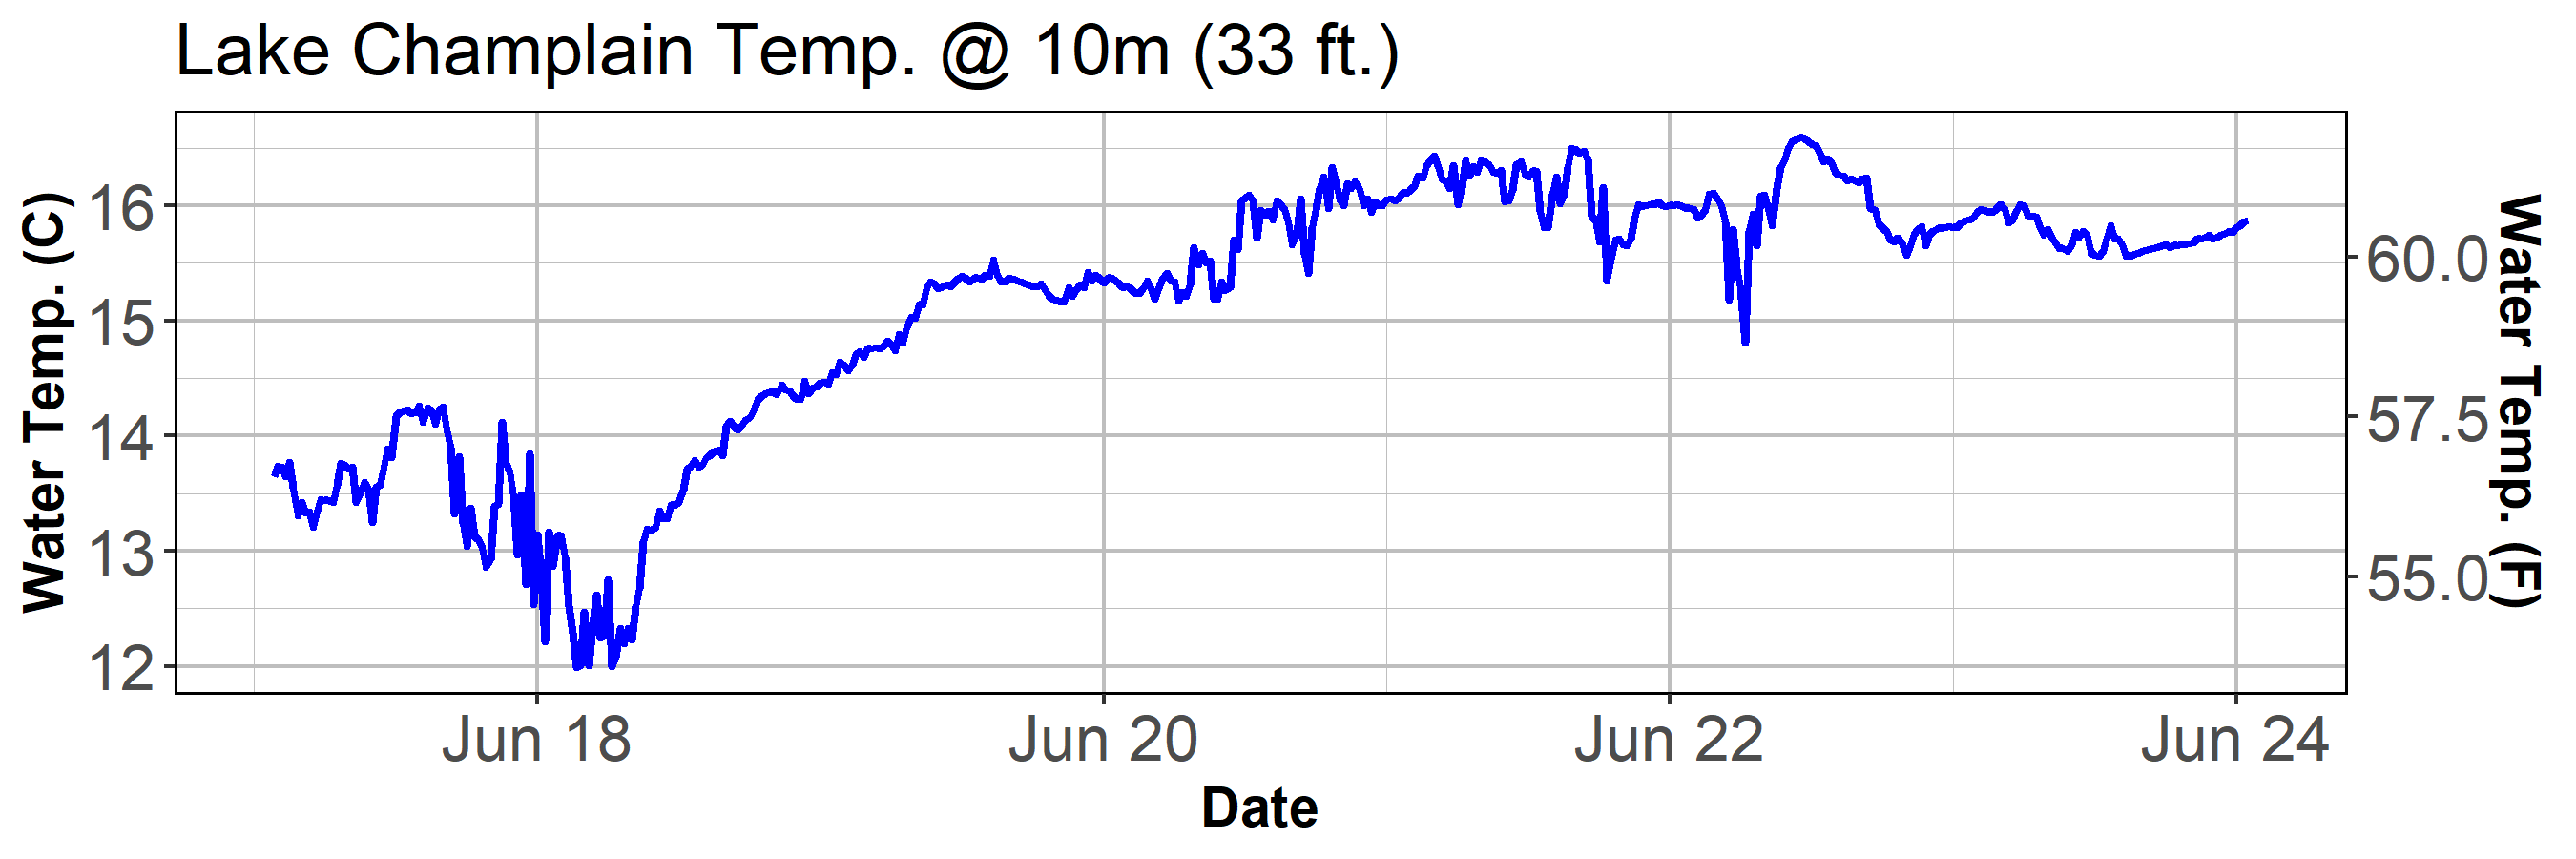 Lake Champlain Temp. @ 10m (33 ft.)
Water Temp. (C)
16
15
14
13
12
60.0
57.5
55.0
Water Temp. (F)
Jun 18
Jun 20
Jun 22
Jun 24
Date